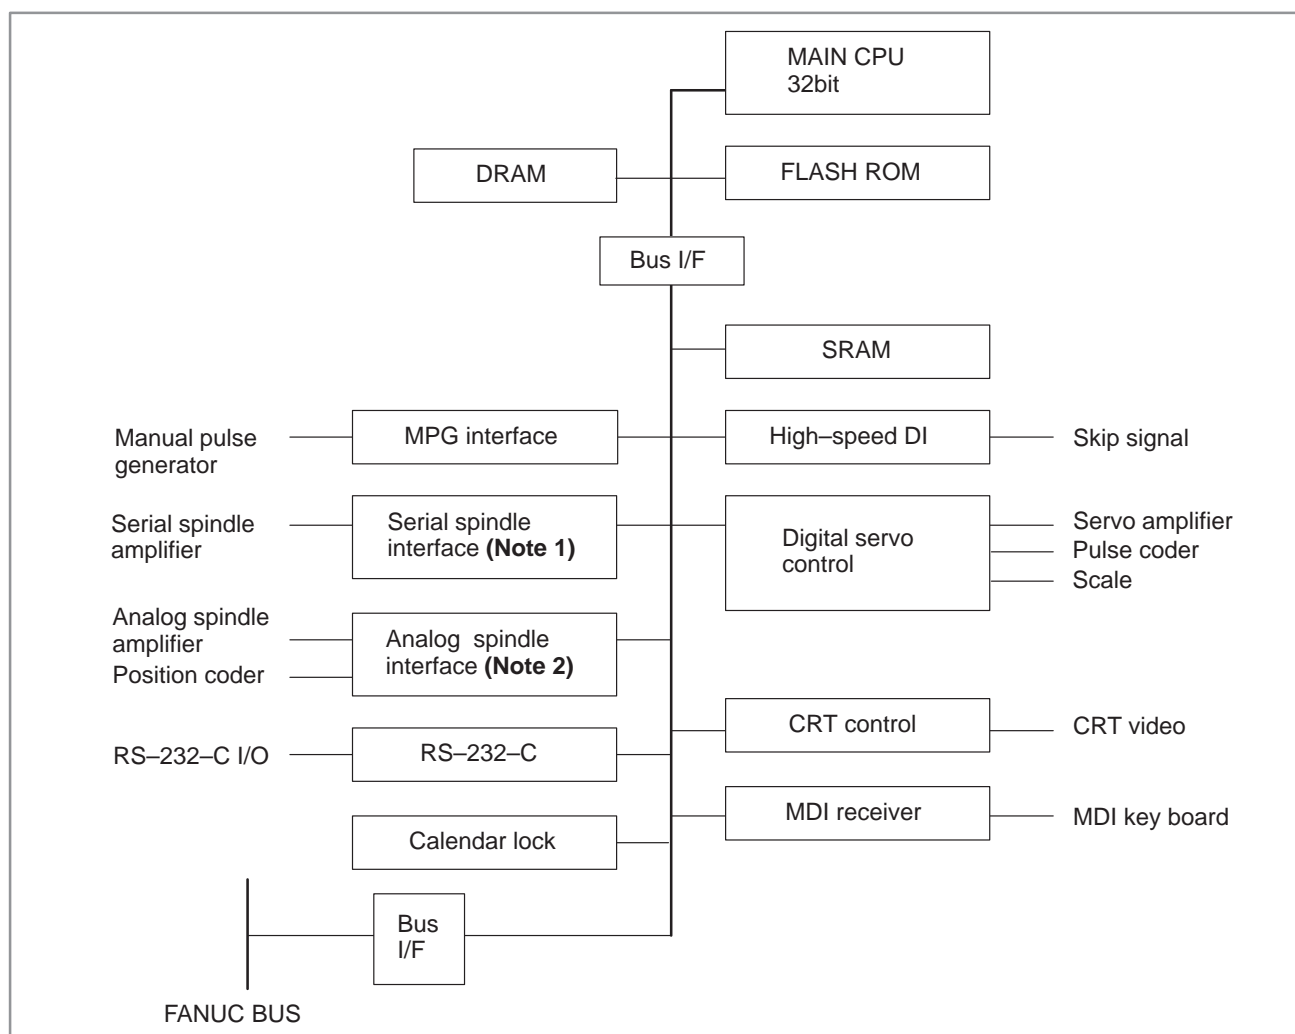 MAIN CPU
32bit
DRAM
FLASH ROM
Bus I/F
SRAM
Manual pulse
generator
MPG interface
High–speed DI
Skip signal
Serial spindle
amplifier
Serial spindle
interface (Note 1)
Digital servo
control
Servo amplifier
Pulse coder
Scale
Analog spindle
amplifier
Position coder
Analog spindle
interface (Note 2)
CRT control
CRT video
RS–232–C I/O
RS–232–C
MDI receiver
MDI key board
Calendar lock
Bus
I/F
FANUC BUS